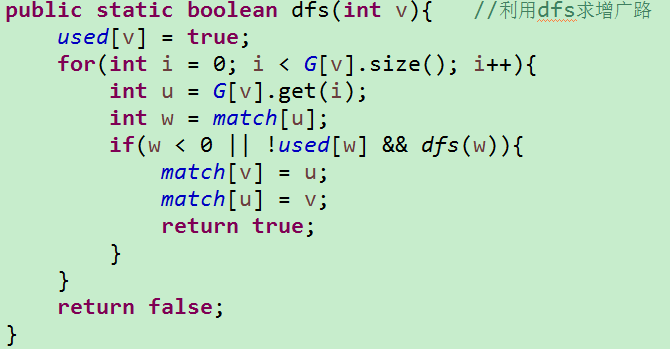 public static boolean dfs(int v){    //利用dfs求增广路
    used[v] = true;
    for(int i = 0; i < G[v].size(); i++){
        int u = G[v].get(i);
        int w = match[u];
        if(w < 0 || !used[w] && dfs(w)){
            match[v] = u;
            match[u] = v;
            return true;
        }
    }
    return false;
}